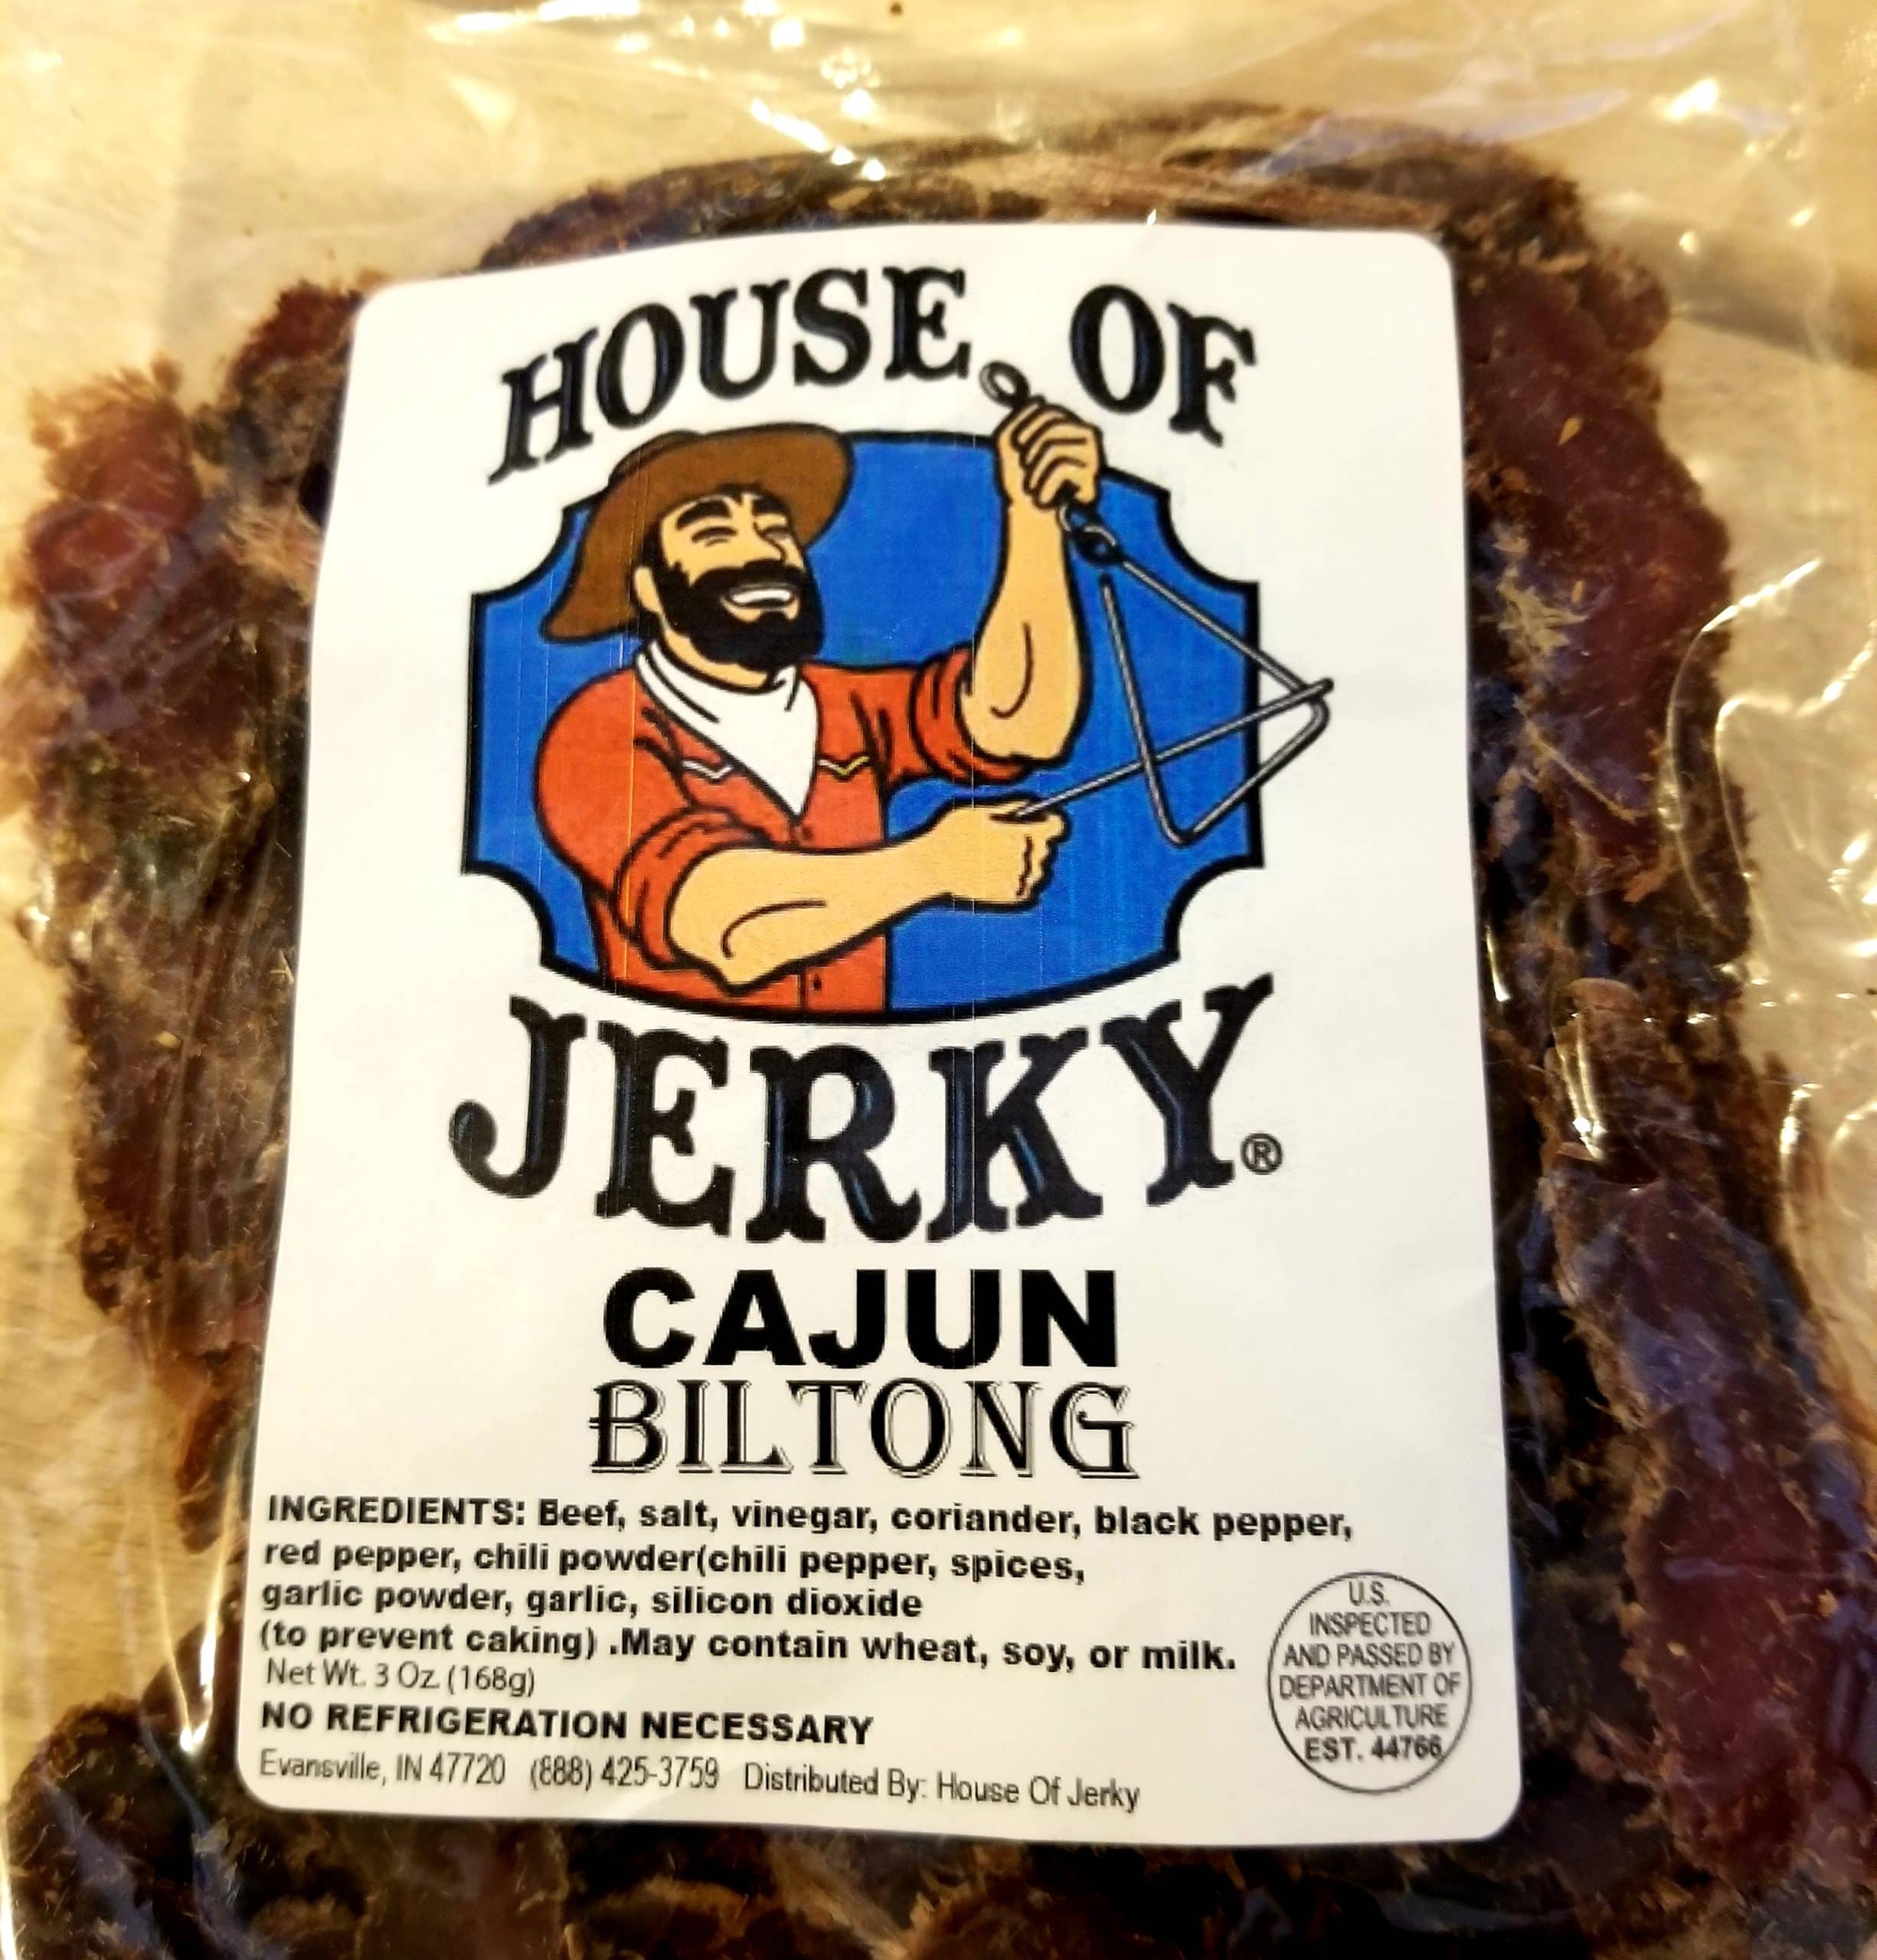 HOUSE OF
JERKY®
CAJUN
BILTONG
INGREDIENTS: Beef, salt, vinegar, coriander, black pepper,
red pepper, chili powder(chili pepper, spices,
garlic powder, garlic, silicon dioxide
(to prevent caking) .May contain wheat, soy, or milk.
Net Wt. 3 Oz. (168g)
NO REFRIGERATION NECESSARY
Evansville, IN 47720 (888) 425-3759 Distributed By: House Of Jerky
U.S.
INSPECTED
AND PASSED BY
DEPARTMENT OF
AGRICULTURE
EST. 44766